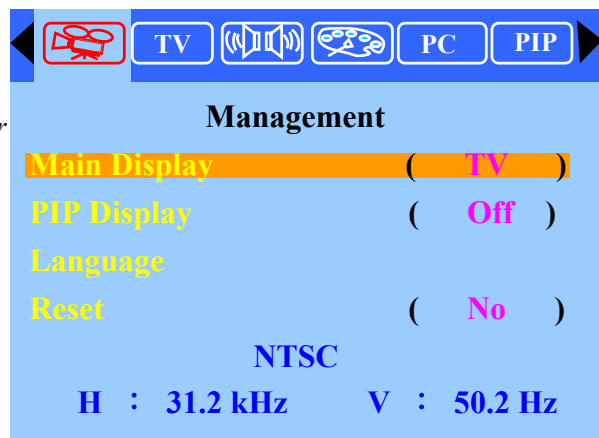 TV PC PIP
r
Management
Main Display ( TV )
PIP Display ( Off )
Language
Reset ( No )
NTSC
H : 31.2 kHz V : 50.2 Hz